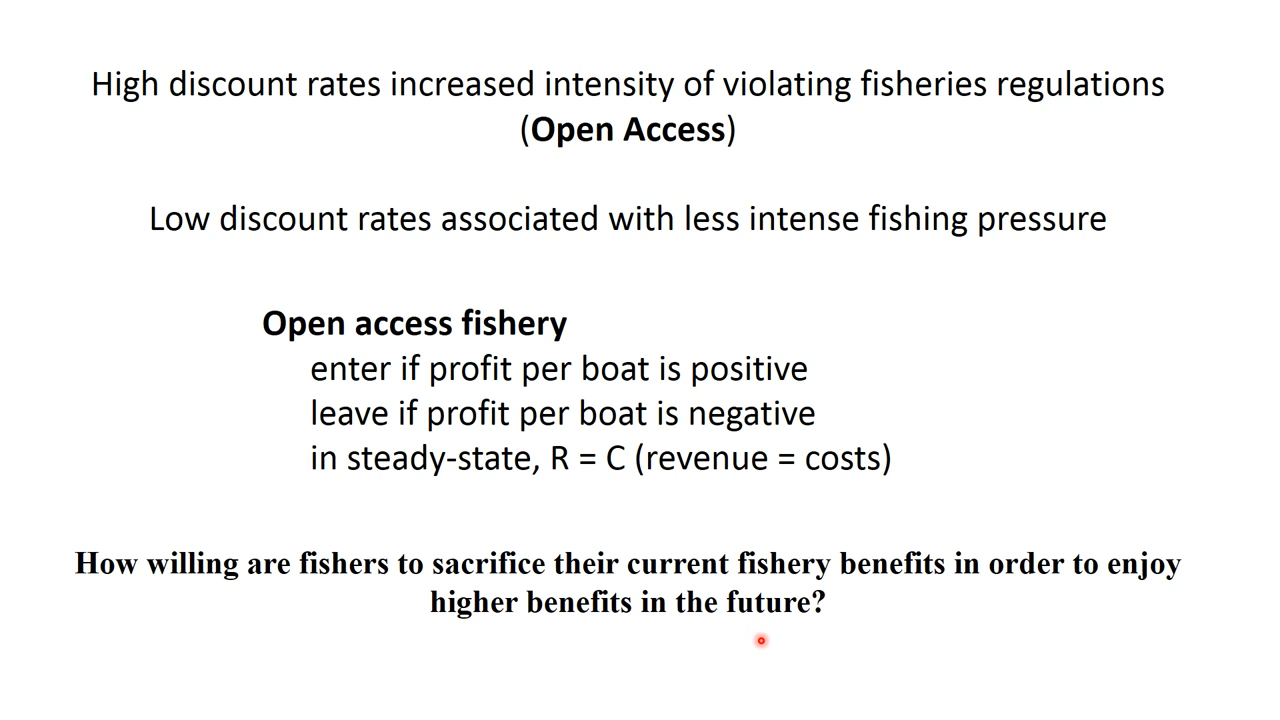 High discount rates increased intensity of violating fisheries regulations
(Open Access)
Low discount rates associated with less intense fishing pressure
Open access fishery
enter if profit per boat is positive
leave if profit per boat is negative
in steady-state, R = C (revenue = costs)
How willing are fishers to sacrifice their current fishery benefits in order to enjoy
higher benefits in the future?